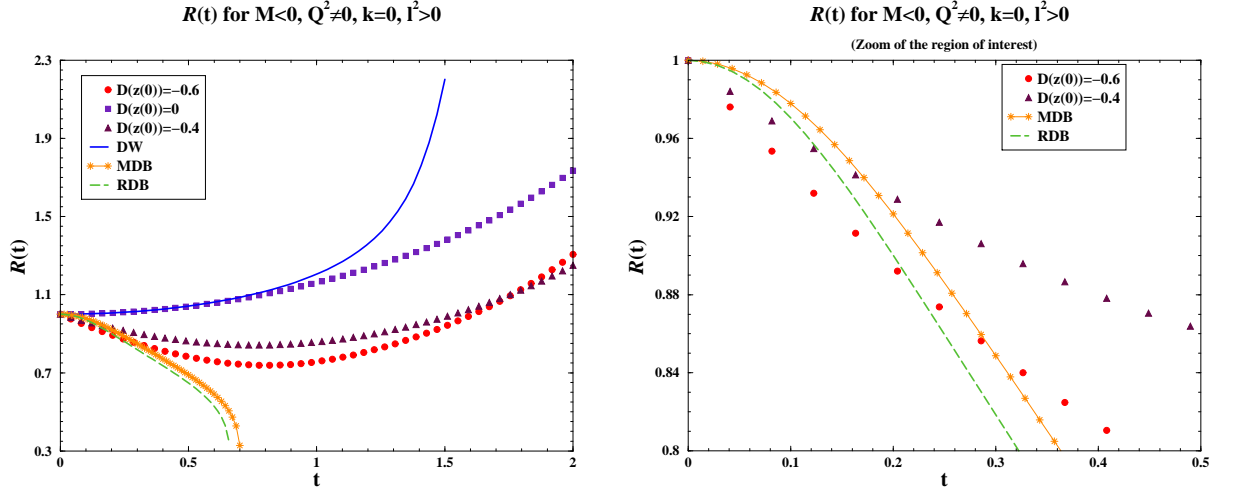 R(t) for M<0, Q²≠0, k=0, l²>0
2.3
1.9
1.5
1.1
0.7
0.3
R(t)
D(z(0))=−0.6
D(z(0))=0
D(z(0))=−0.4
DW
MDB
RDB
0
0.5
1
1.5
2
t
R(t) for M<0, Q²≠0, k=0, l²>0
(Zoom of the region of interest)
1
0.96
0.92
0.88
0.84
0.8
R(t)
D(z(0))=−0.6
D(z(0))=−0.4
MDB
RDB
0
0.1
0.2
0.3
0.4
0.5
t